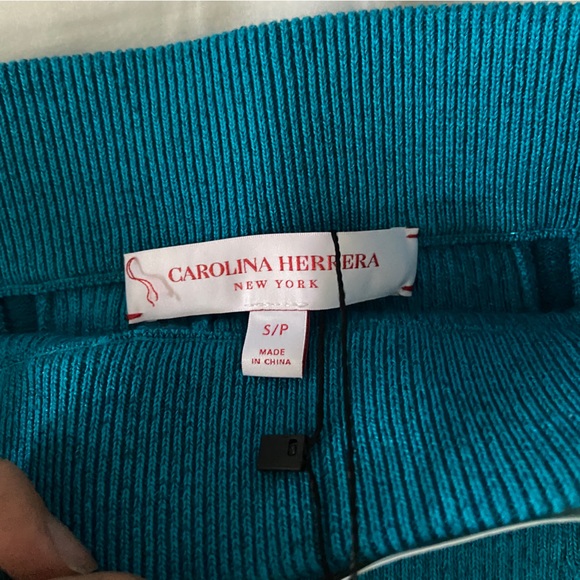 CAROLINA HERRERA
NEW YORK
S/P
MADE
IN CHINA